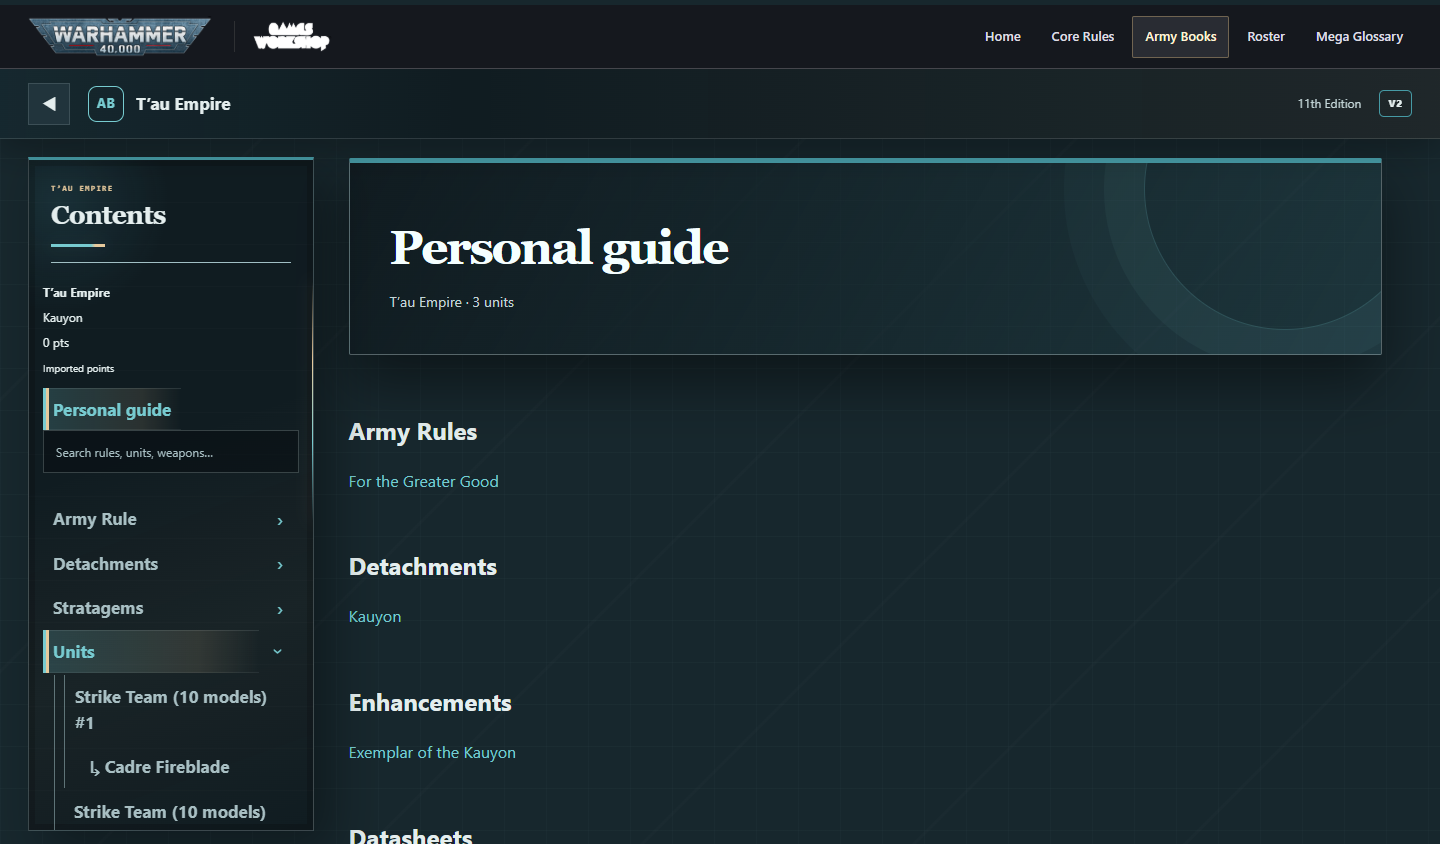 WARHAMMER
40,000
GAMES
WORKSHOP
Home
Core Rules
Army Books
Roster
Mega Glossary
◀
AB
T’au Empire
11th Edition
V2
T’AU EMPIRE
Contents
T’au Empire
Kauyon
0 pts
Imported points
Personal guide
Search rules, units, weapons...
Army Rule
Detachments
Stratagems
Units
Strike Team (10 models)
#1
↳ Cadre Fireblade
Strike Team (10 models)
Personal guide
T’au Empire · 3 units
Army Rules
For the Greater Good
Detachments
Kauyon
Enhancements
Exemplar of the Kauyon
Datasheets